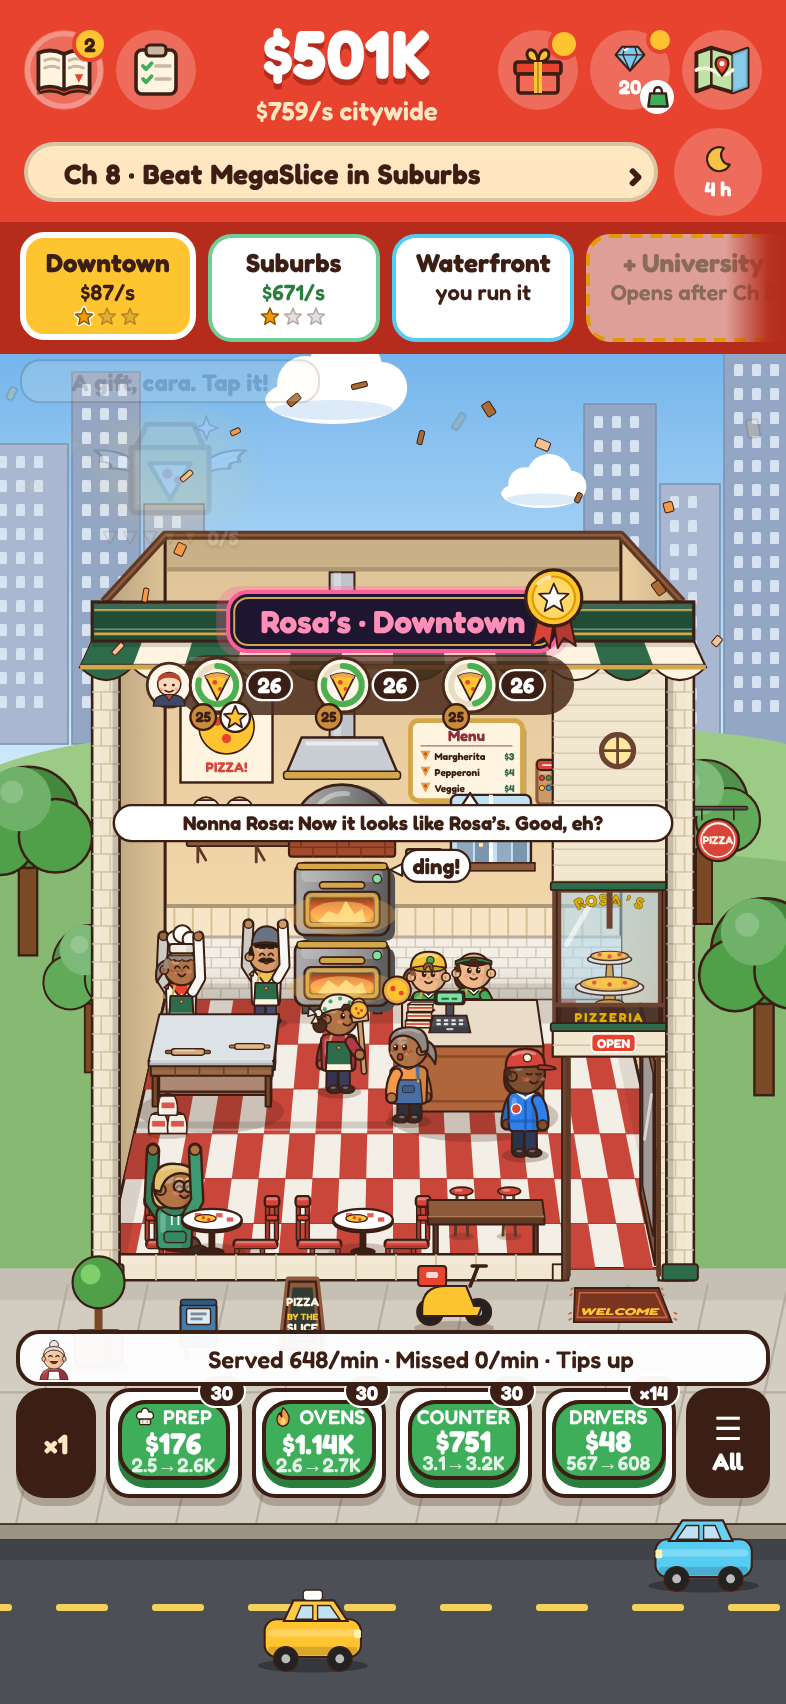 2
$501K
$759/s citywide
20
Ch 8 · Beat MegaSlice in Suburbs
4 h
Downtown
$87/s
Suburbs
$671/s
Waterfront
you run it
+ University
Opens after Ch
A gift, cara. Tap it!
0/5
Rosa's · Downtown
26
26
26
25
25
25
PIZZA!
Menu
Margherita $3
Pepperoni $4
Veggie $4
PIZZA
Nonna Rosa: Now it looks like Rosa's. Good, eh?
ding!
ROSA'S
PIZZERIA
OPEN
PIZZA
BY THE
SLICE
WELCOME
Served 648/min · Missed 0/min · Tips up
x1
30
PREP
$176
2.5→2.6K
30
OVENS
$1.14K
2.6→2.7K
30
COUNTER
$751
3.1→3.2K
x14
DRIVERS
$48
567→608
All